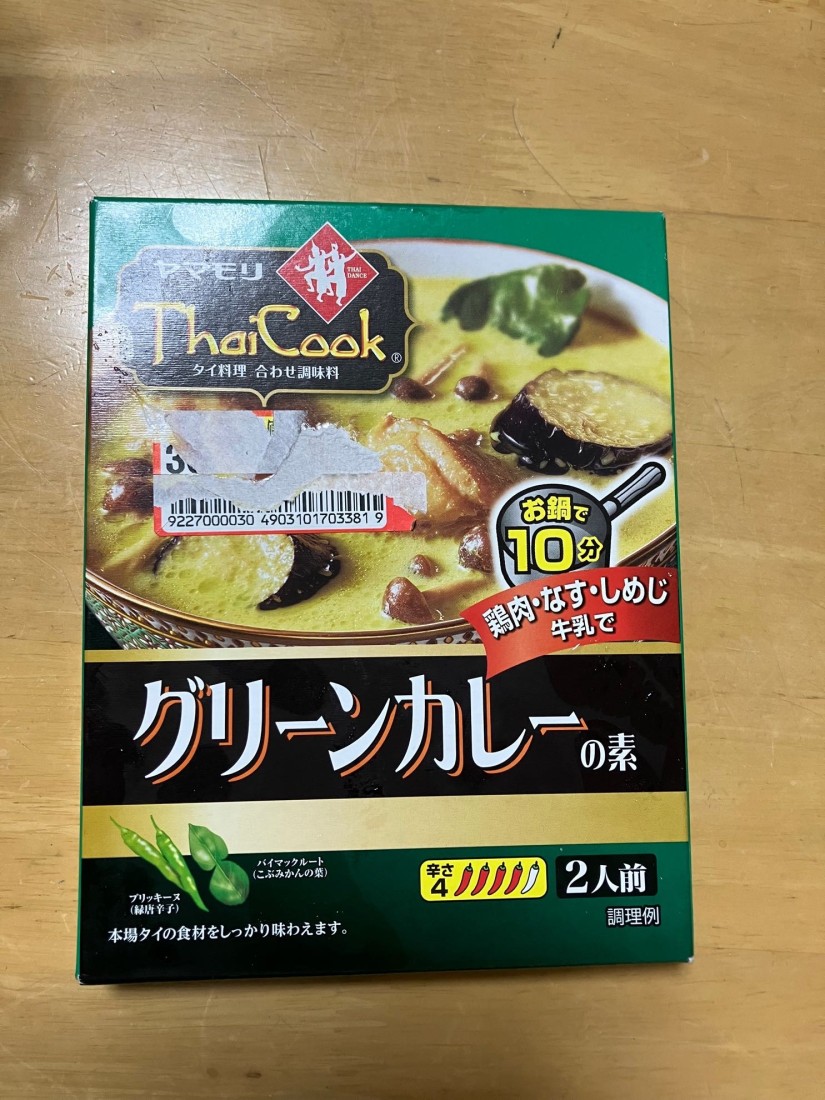 ヤマモリ
THAI
DANCE
ThaiCook®
タイ料理 合わせ調味料
9227000030 4903101703381 9
お鍋で
10分
鶏肉・なす・しめじ
牛乳で
グリーンカレーの素
バイマックルート
(こぶみかんの葉)
プリッキーヌ
(緑唐辛子)
辛さ
4
2人前
調理例
本場タイの食材をしっかり味わえます。